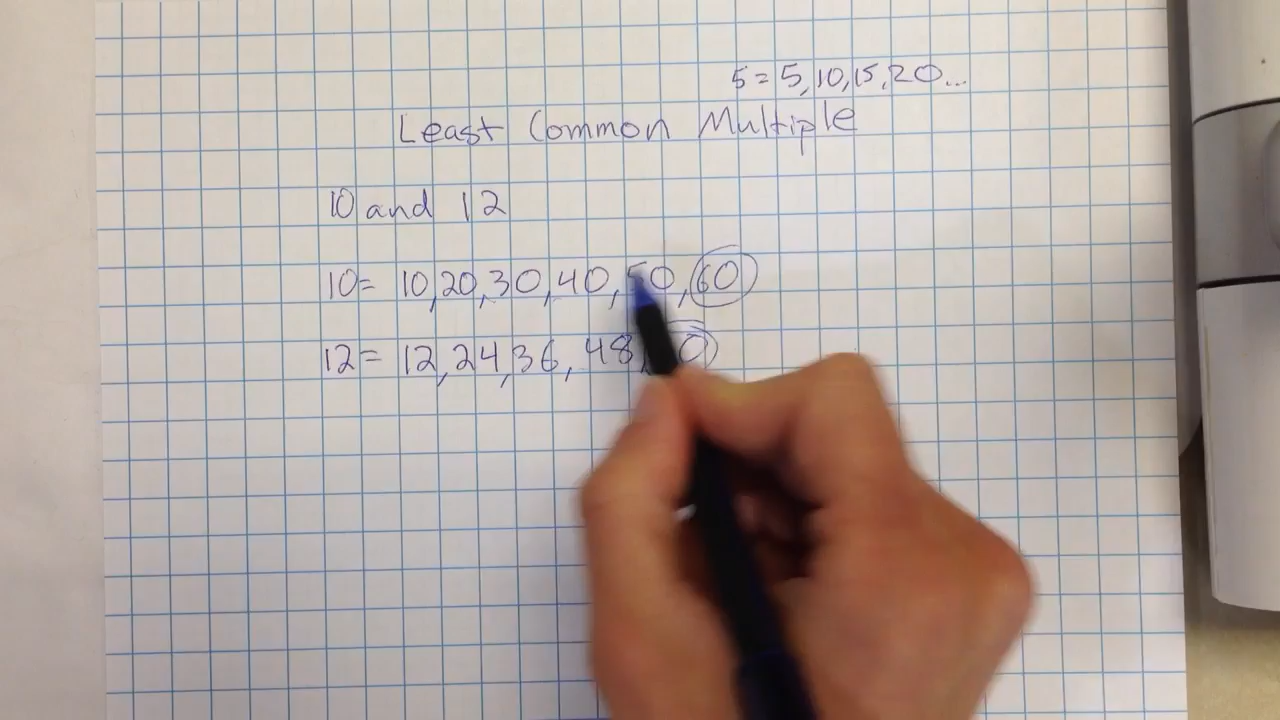 5 = 5, 10, 15, 20...
Least Common Multiple
10 and 12
10 = 10, 20, 30, 40, 50, 60
12 = 12, 24, 36, 48,